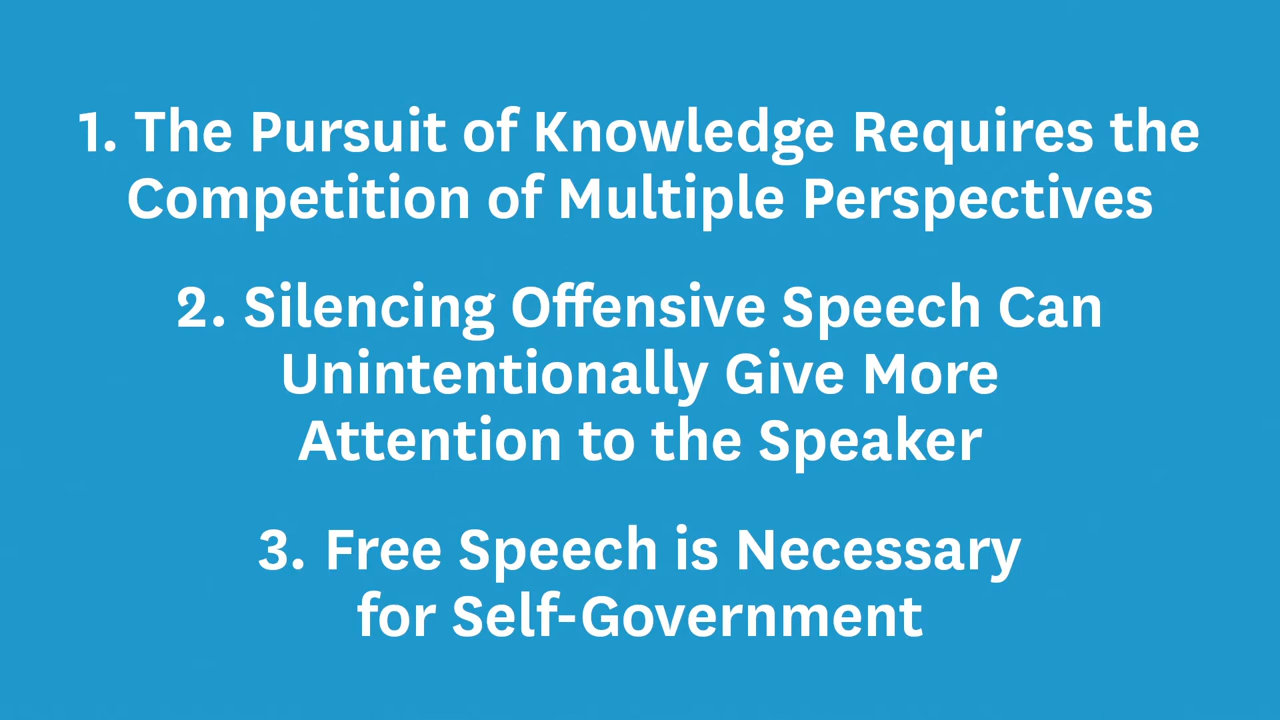 1. The Pursuit of Knowledge Requires the
Competition of Multiple Perspectives
2. Silencing Offensive Speech Can
Unintentionally Give More
Attention to the Speaker
3. Free Speech is Necessary
for Self-Government